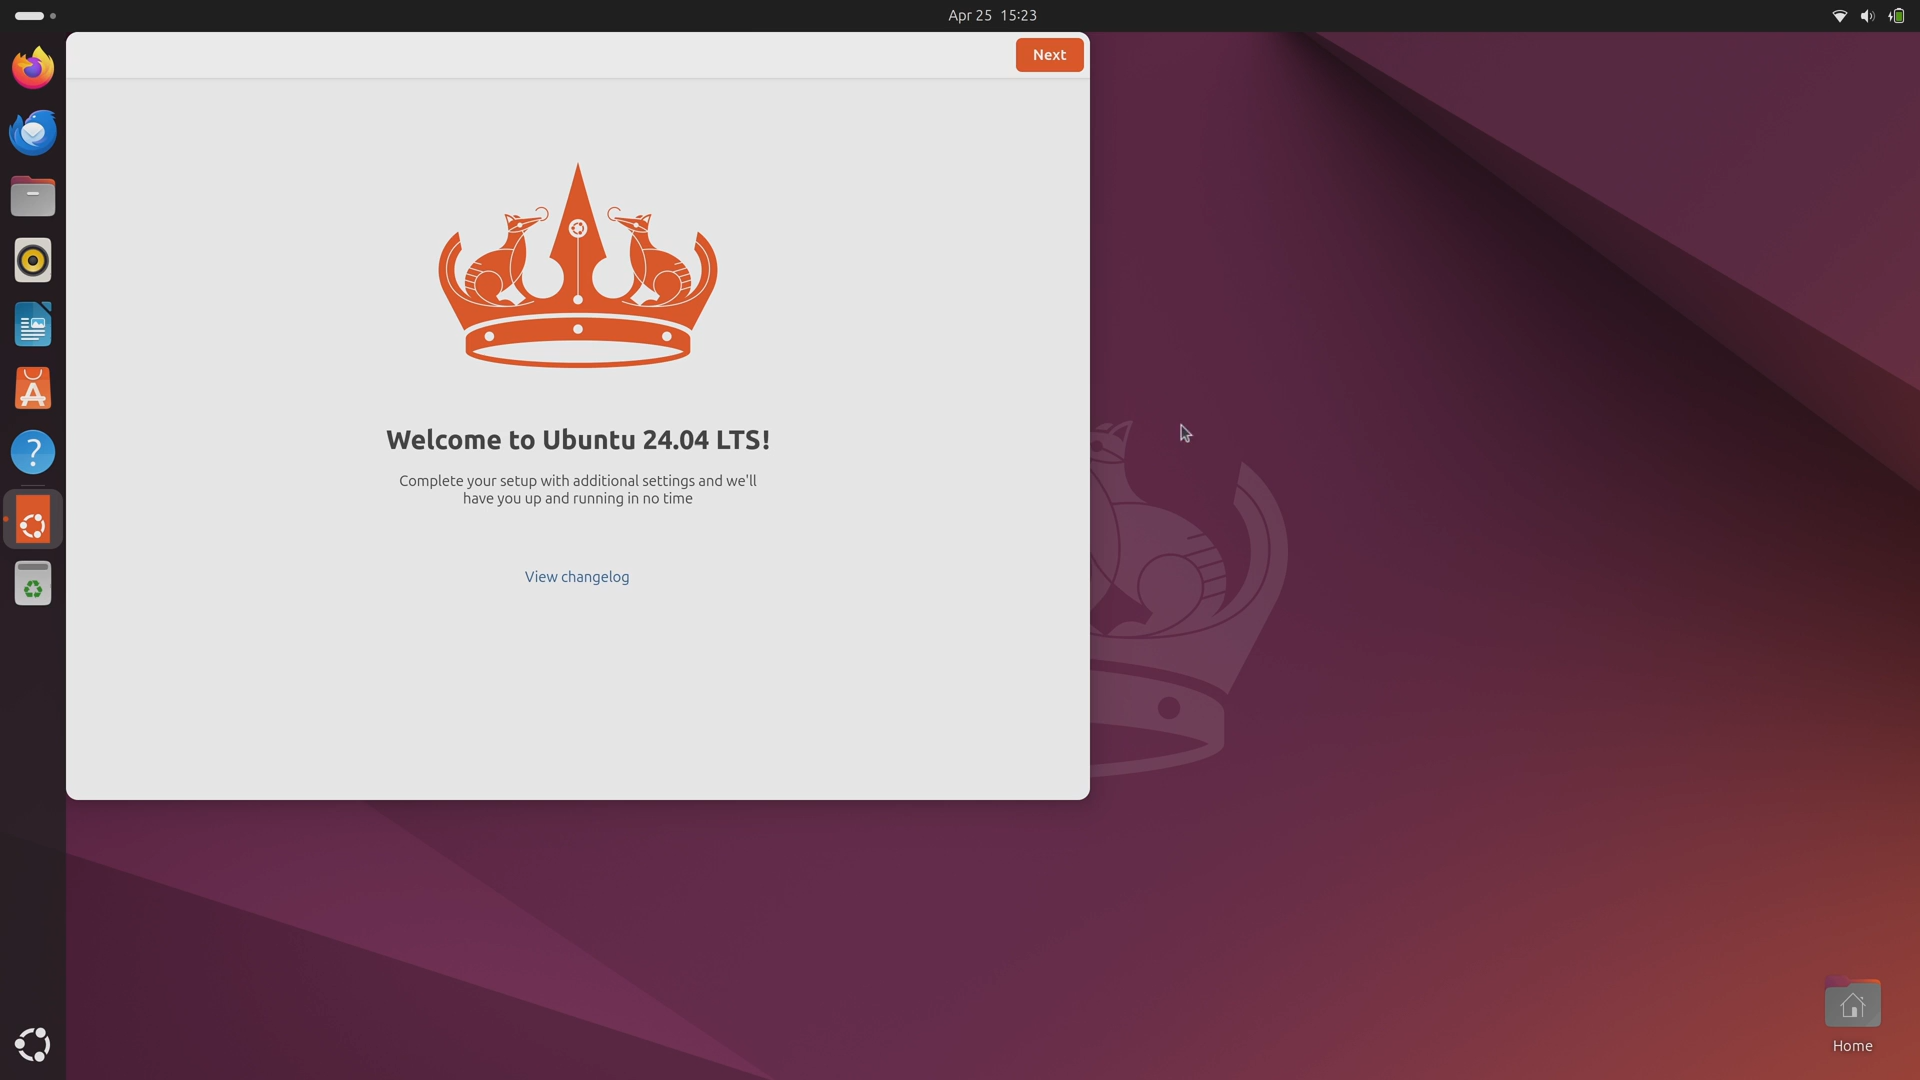 Apr 25 15:23
Next
Welcome to Ubuntu 24.04 LTS!
Complete your setup with additional settings and we'll
have you up and running in no time
View changelog
Home